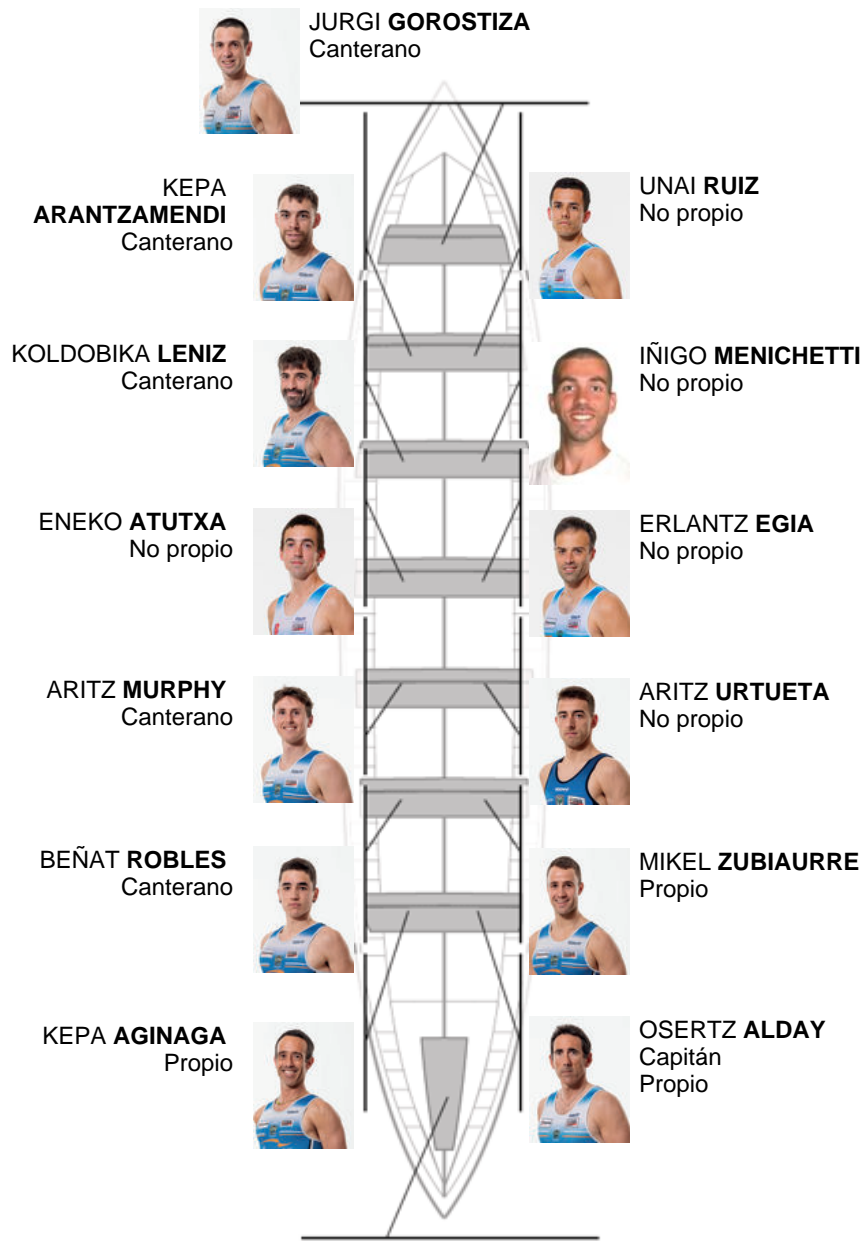 JURGI GOROSTIZA
Canterano
KEPA
ARANTZAMENDI
Canterano
UNAI RUIZ
No propio
KOLDOBIKA LENIZ
Canterano
IÑIGO MENICHETTI
No propio
ENEKO ATUTXA
No propio
ERLANTZ EGIA
No propio
ARITZ MURPHY
Canterano
ARITZ URTUETA
No propio
BEÑAT ROBLES
Canterano
MIKEL ZUBIAURRE
Propio
KEPA AGINAGA
Propio
OSERTZ ALDAY
Capitán
Propio